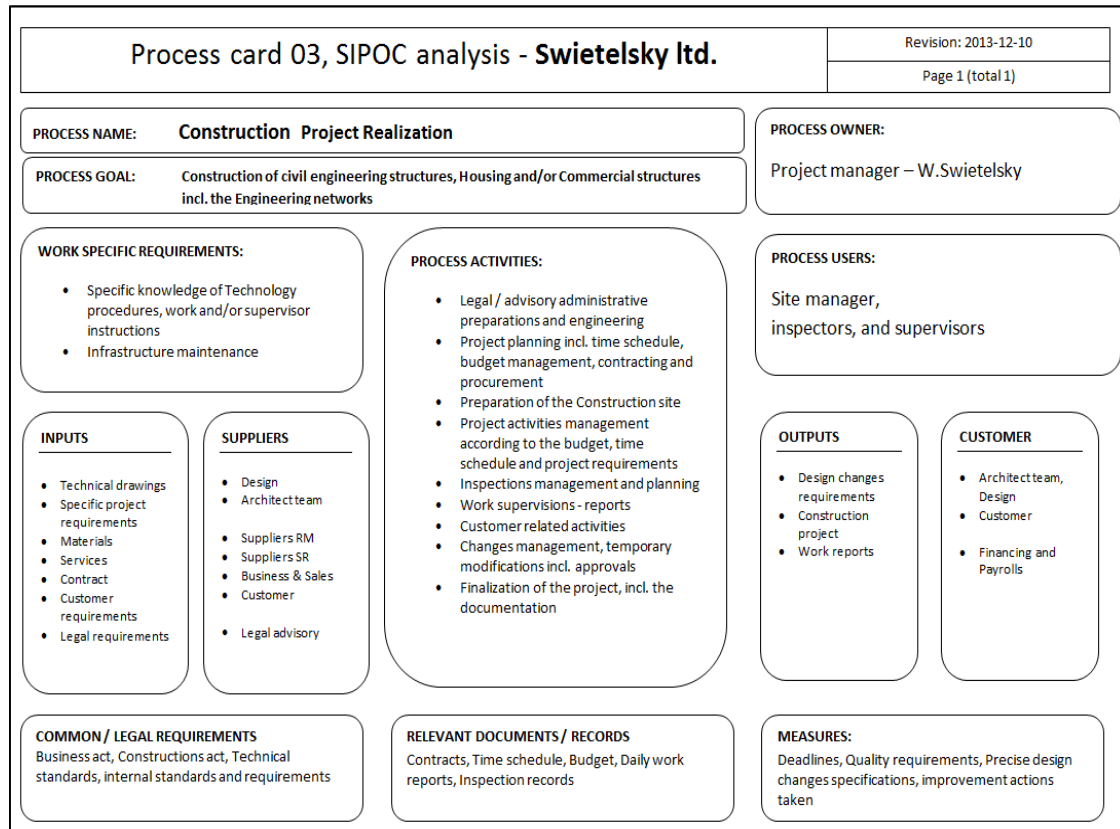 Process card 03, SIPOC analysis - Swietelsky ltd.
Revision: 2013-12-10
Page 1 (total 1)
PROCESS NAME: Construction Project Realization
PROCESS GOAL: Construction of civil engineering structures, Housing and/or Commercial structures
incl. the Engineering networks
PROCESS OWNER:
Project manager – W.Swietelsky
WORK SPECIFIC REQUIREMENTS:
• Specific knowledge of Technology
procedures, work and/or supervisor
instructions
• Infrastructure maintenance
PROCESS ACTIVITIES:
• Legal / advisory administrative
preparations and engineering
• Project planning incl. time schedule,
budget management, contracting and
procurement
• Preparation of the Construction site
• Project activities management
according to the budget, time
schedule and project requirements
• Inspections management and planning
• Work supervisions - reports
• Customer related activities
• Changes management, temporary
modifications incl. approvals
• Finalization of the project, incl. the
documentation
PROCESS USERS:
Site manager,
inspectors, and supervisors
INPUTS
• Technical drawings
• Specific project
requirements
• Materials
• Services
• Contract
• Customer
requirements
• Legal requirements
SUPPLIERS
• Design
• Architect team
• Suppliers RM
• Suppliers SR
• Business & Sales
• Customer
• Legal advisory
OUTPUTS
• Design changes
requirements
• Construction
project
• Work reports
CUSTOMER
• Architect team,
Design
• Customer
• Financing and
Payrolls
COMMON / LEGAL REQUIREMENTS
Business act, Constructions act, Technical
standards, internal standards and requirements
RELEVANT DOCUMENTS / RECORDS
Contracts, Time schedule, Budget, Daily work
reports, Inspection records
MEASURES:
Deadlines, Quality requirements, Precise design
changes specifications, improvement actions
taken